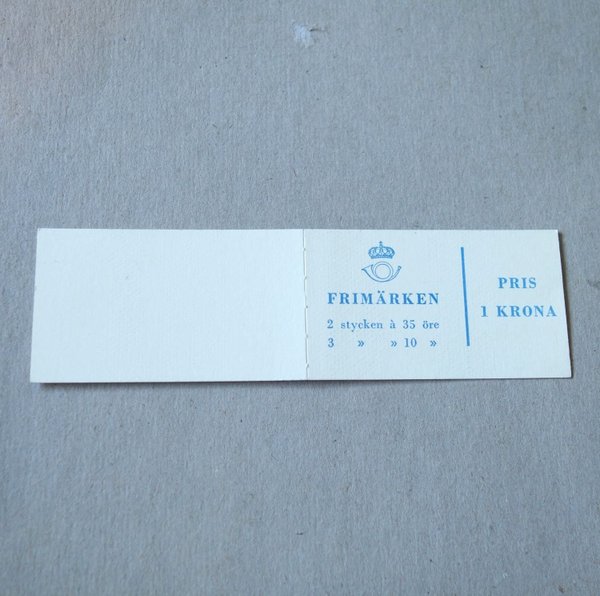 FRIMÄRKEN
2 stycken à 35 öre
3 » » 10 »
PRIS
1 KRONA